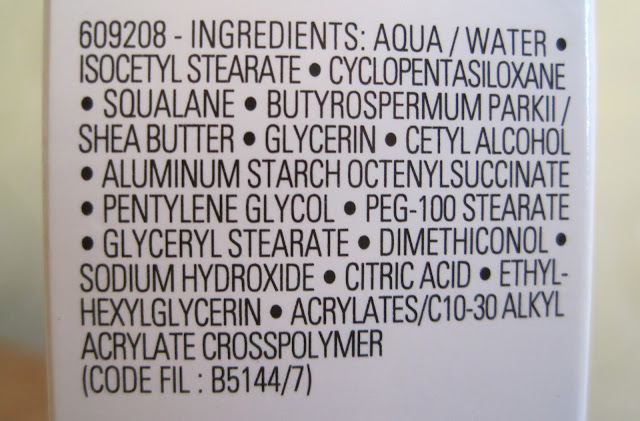 609208 - INGREDIENTS: AQUA / WATER •
ISOCETYL STEARATE • CYCLOPENTASILOXANE
• SQUALANE • BUTYROSPERMUM PARKII /
SHEA BUTTER • GLYCERIN • CETYL ALCOHOL
• ALUMINUM STARCH OCTENYLSUCCINATE
• PENTYLENE GLYCOL • PEG-100 STEARATE
• GLYCERYL STEARATE • DIMETHICONOL •
SODIUM HYDROXIDE • CITRIC ACID • ETHYL-
HEXYLGLYCERIN • ACRYLATES/C10-30 ALKYL
ACRYLATE CROSSPOLYMER
(CODE FIL : B5144/7)